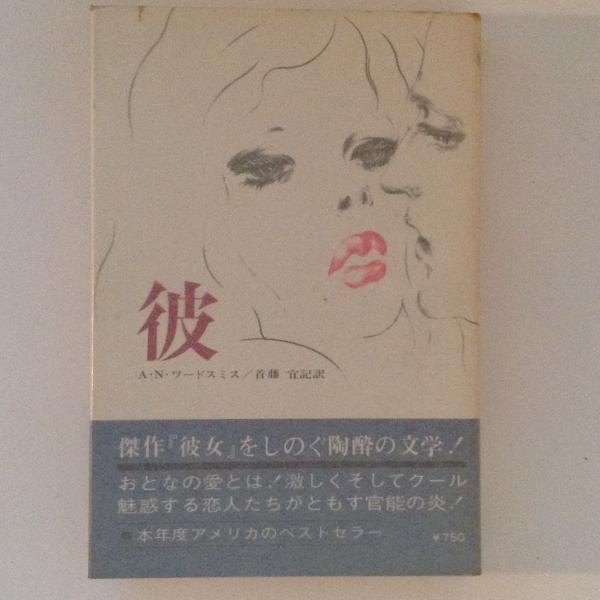 彼
A・N・ワードスミス／首藤 宜記訳
傑作『彼女』をしのぐ陶酔の文学！
おとなの愛とは！激しくそしてクール
魅惑する恋人たちがともす官能の炎！
本年度アメリカのベストセラー
￥750